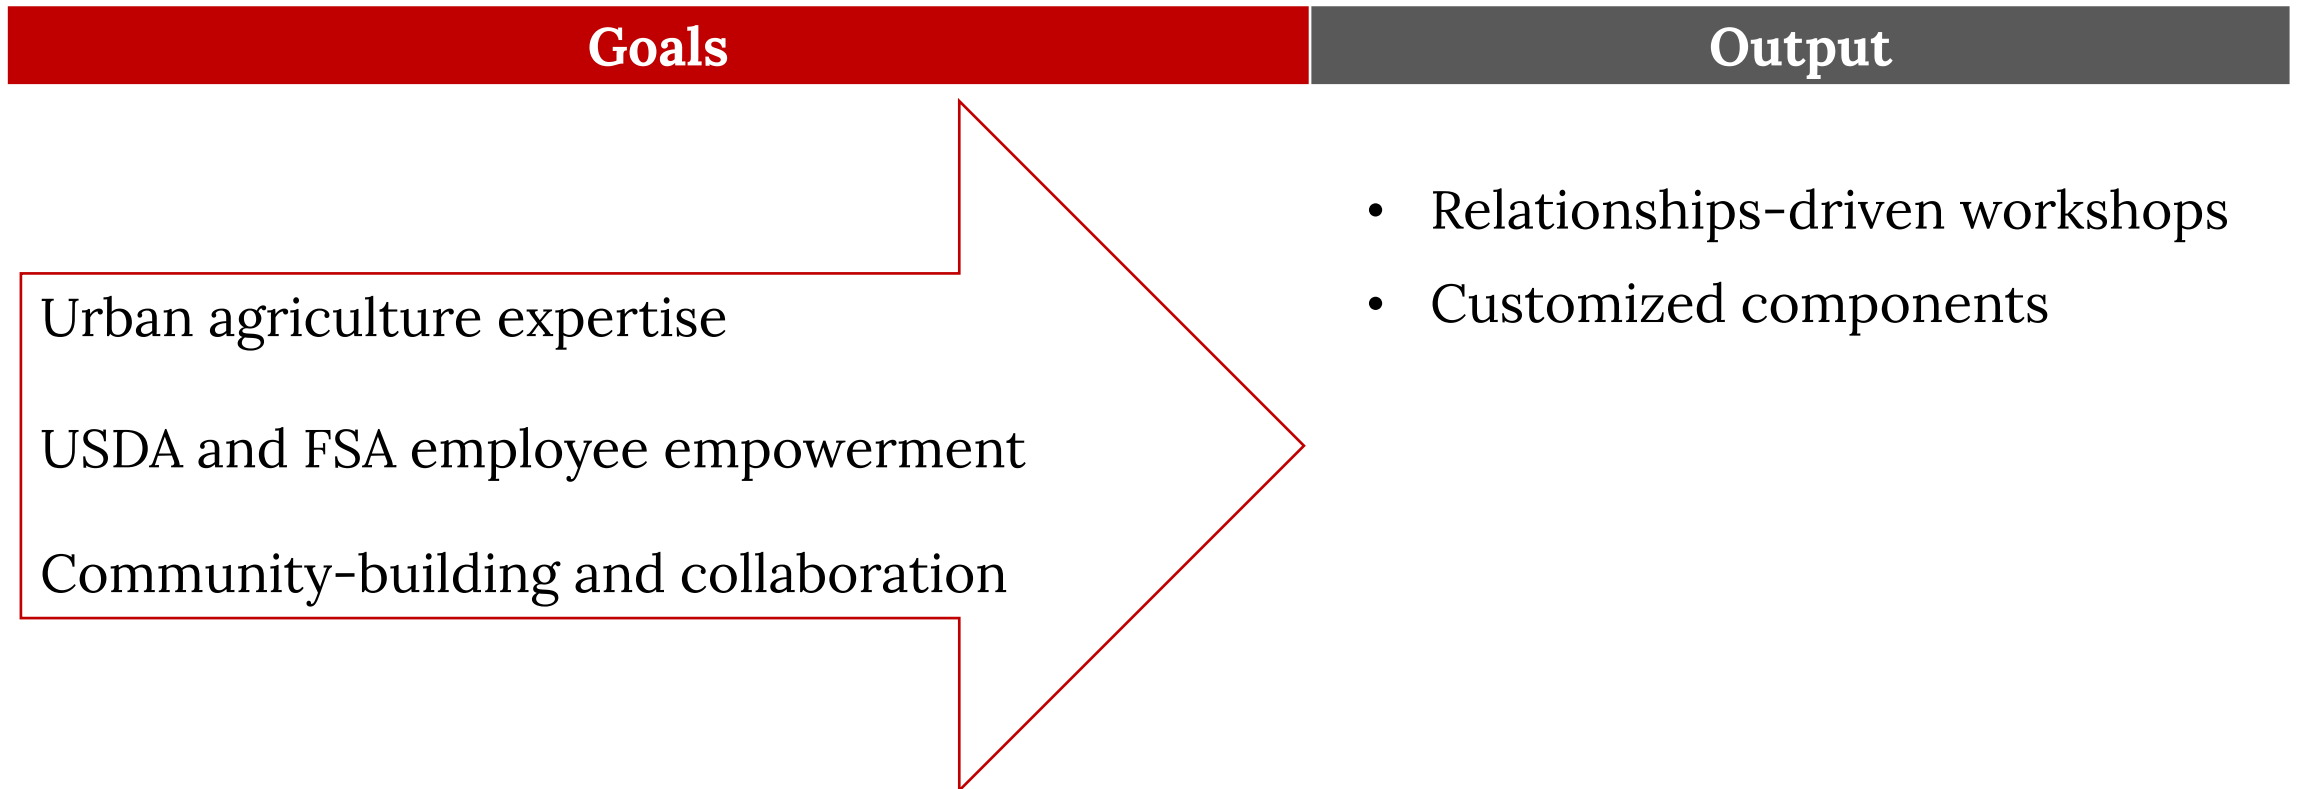 Goals
Output
Urban agriculture expertise
USDA and FSA employee empowerment
Community-building and collaboration
• Relationships-driven workshops
• Customized components